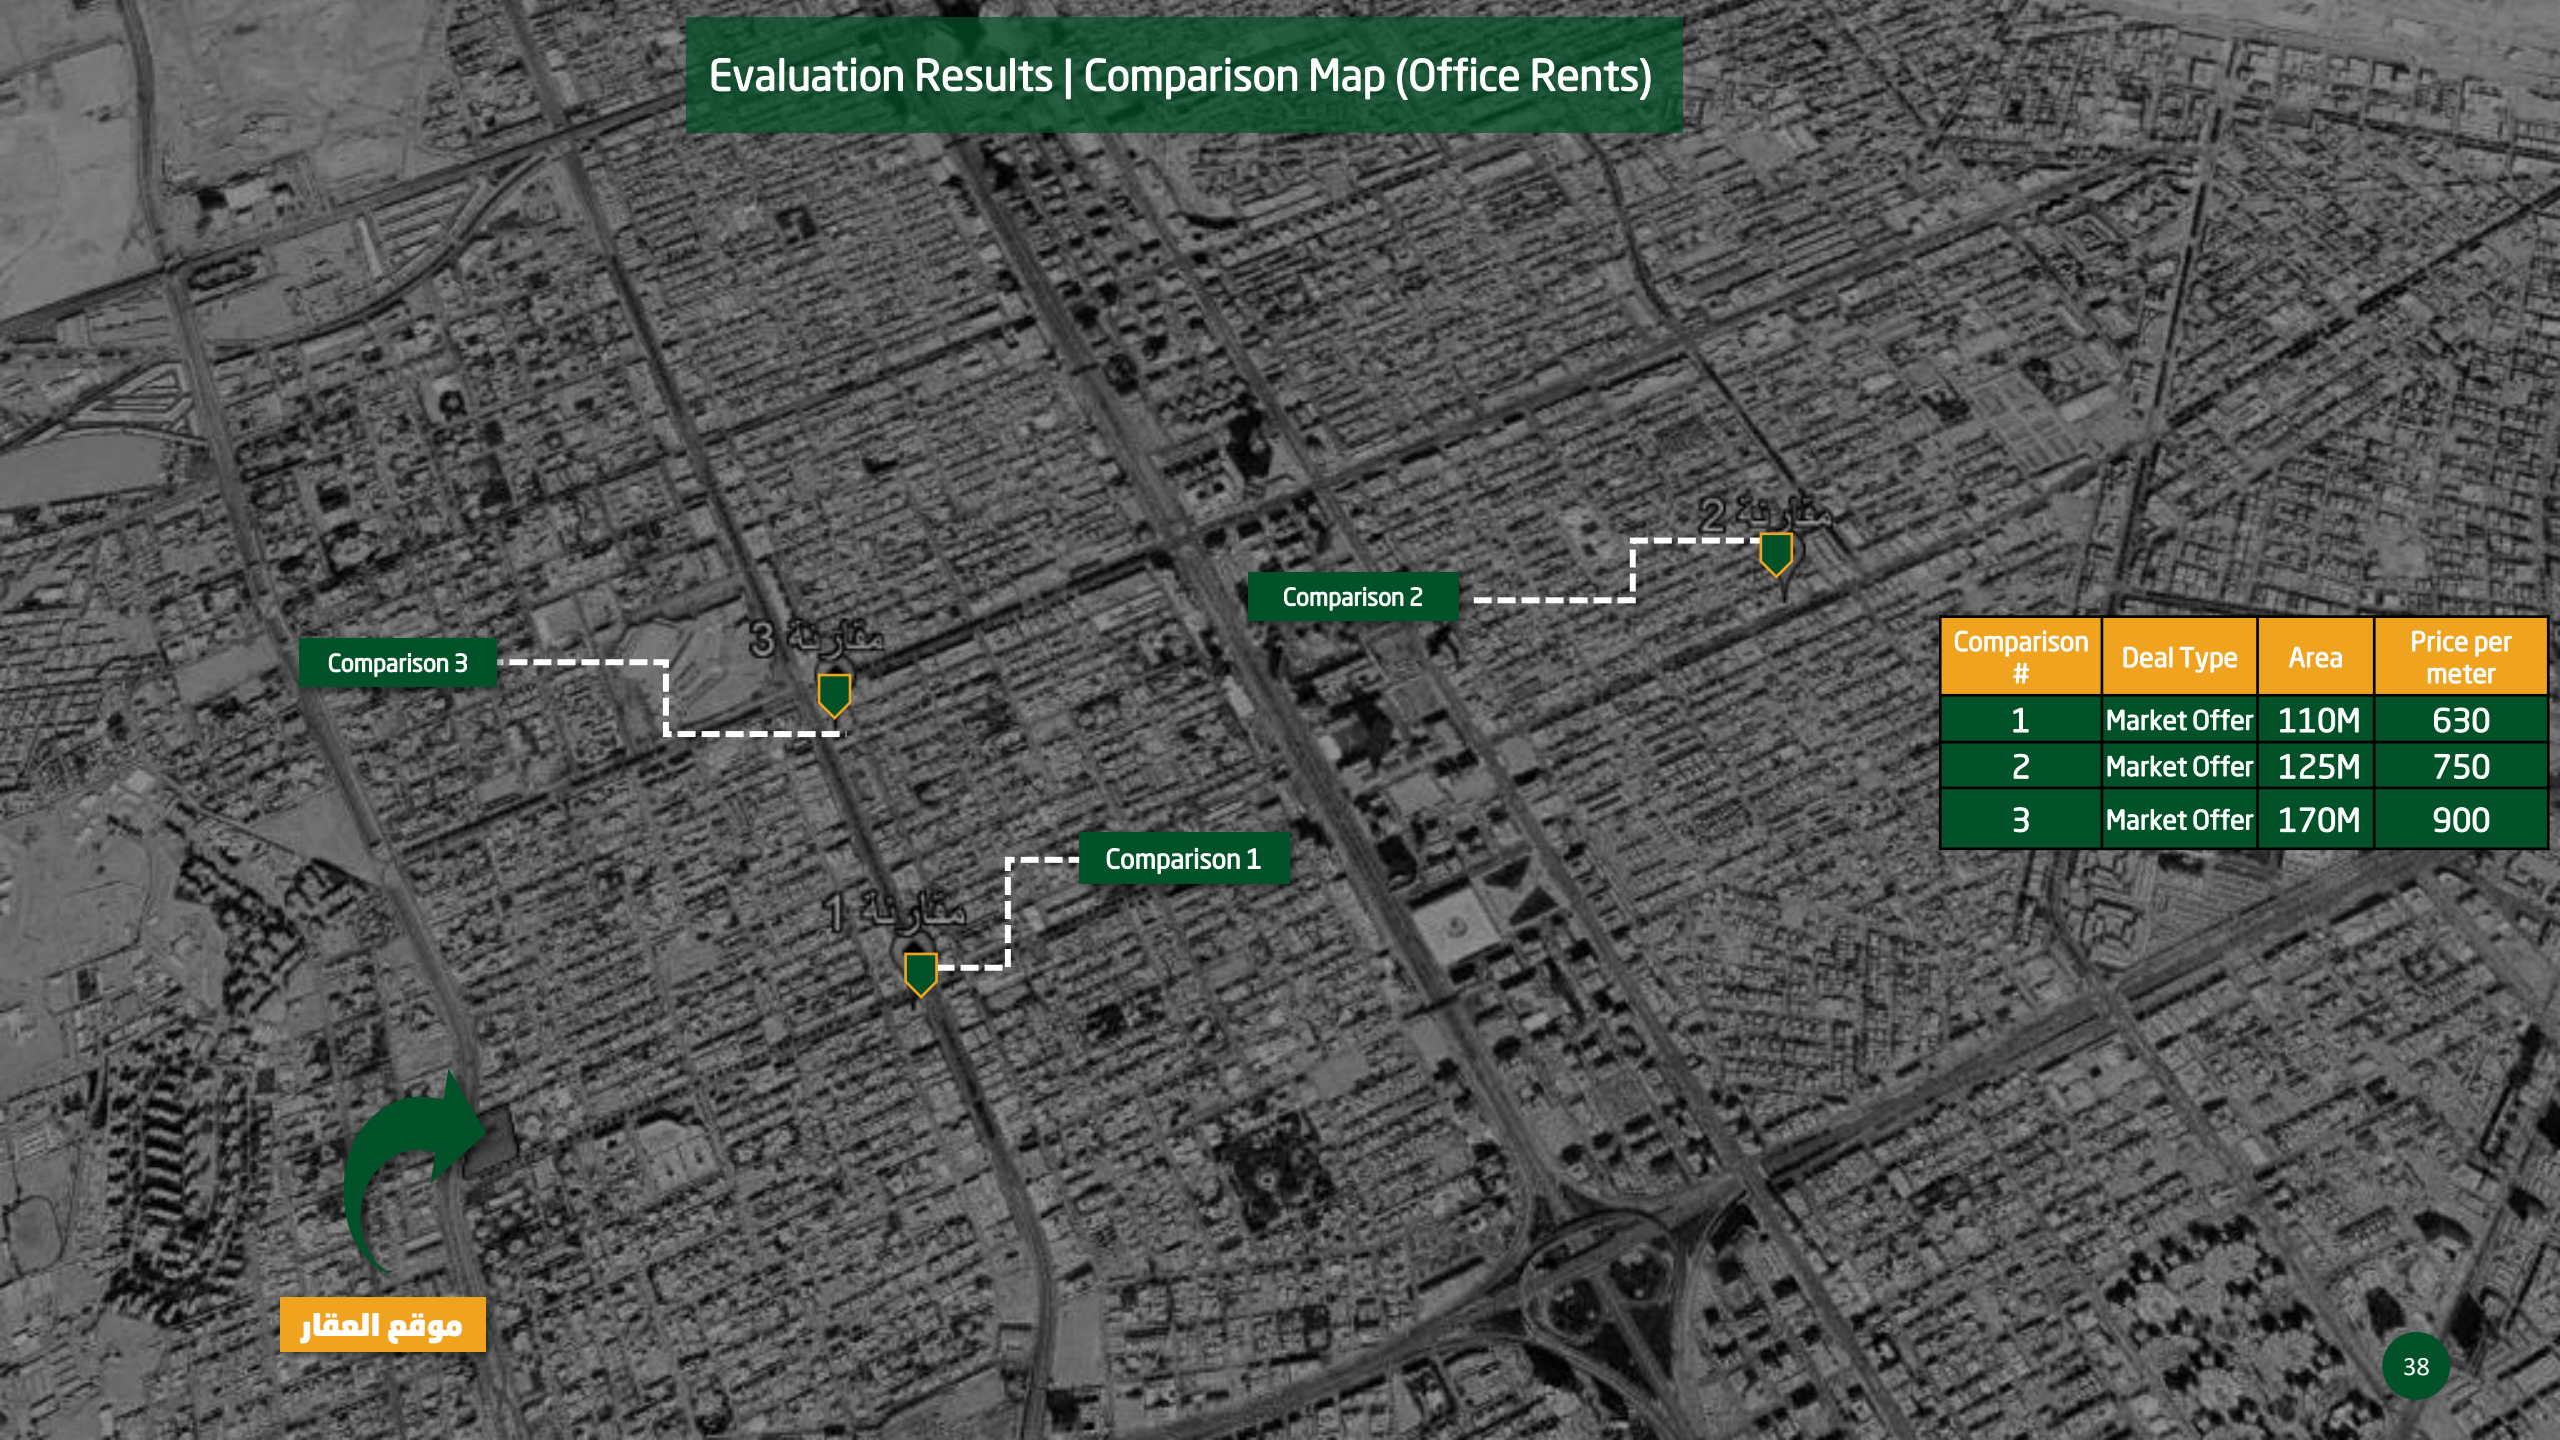 Evaluation Results | Comparison Map (Office Rents)
مقارنة 2
Comparison 2
مقارنة 3
Comparison 3
Comparison # Deal Type Area Price per meter
1 Market Offer 110M 630
2 Market Offer 125M 750
3 Market Offer 170M 900
Comparison 1
مقارنة 1
موقع العقار
38